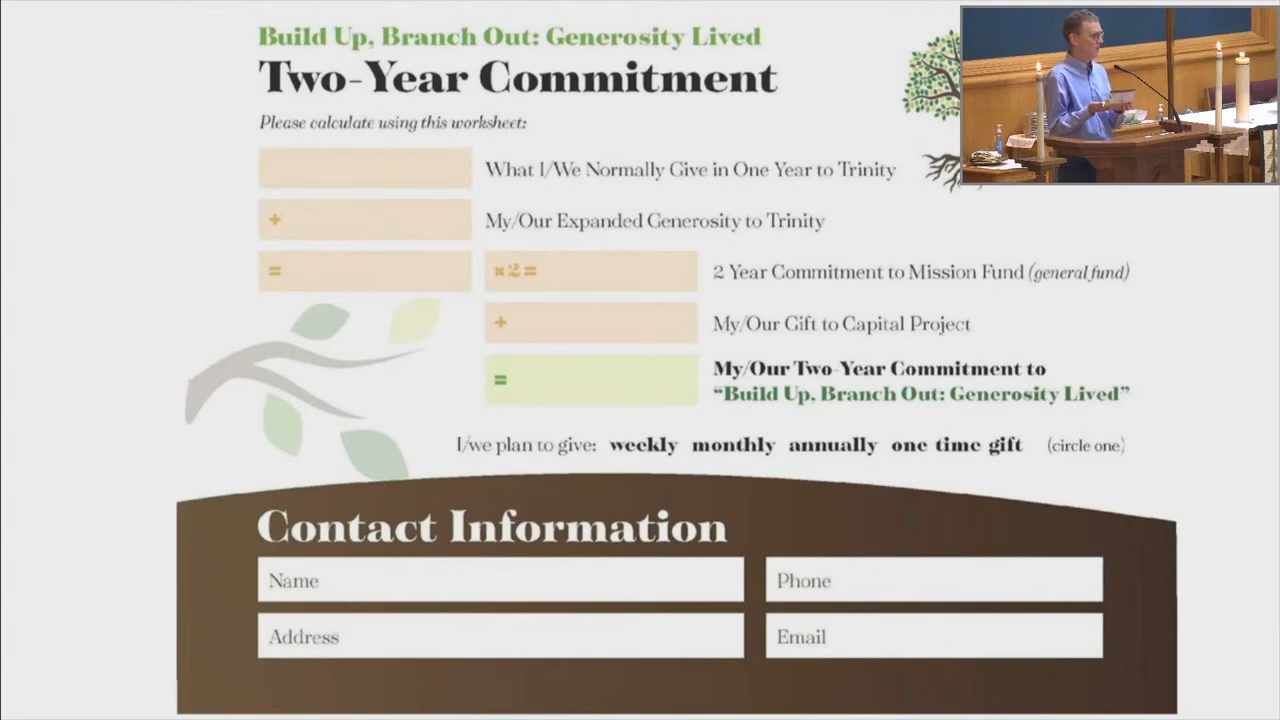 Build Up, Branch Out: Generosity Lived
Two-Year Commitment
Please calculate using this worksheet:
What I/We Normally Give in One Year to Trinity
+ My/Our Expanded Generosity to Trinity
= ×2= 2 Year Commitment to Mission Fund (general fund)
+ My/Our Gift to Capital Project
= My/Our Two-Year Commitment to
“Build Up, Branch Out: Generosity Lived”
I/we plan to give: weekly monthly annually one time gift (circle one)
Contact Information
Name Phone
Address Email